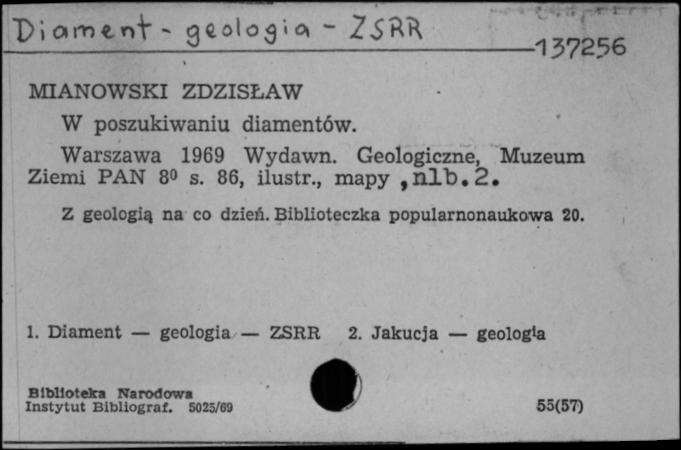 Diament - geologia - ZSRR
137256
MIANOWSKI ZDZISŁAW
W poszukiwaniu diamentów.
Warszawa 1969 Wydawn. Geologiczne, Muzeum
Ziemi PAN 8º s. 86, ilustr., mapy , nlb. 2.
Z geologią na co dzień. Biblioteczka popularnonaukowa 20.
1. Diament — geologia — ZSRR 2. Jakucja — geologia
Biblioteka Narodowa
Instytut Bibliograf. 5025/69
55(57)